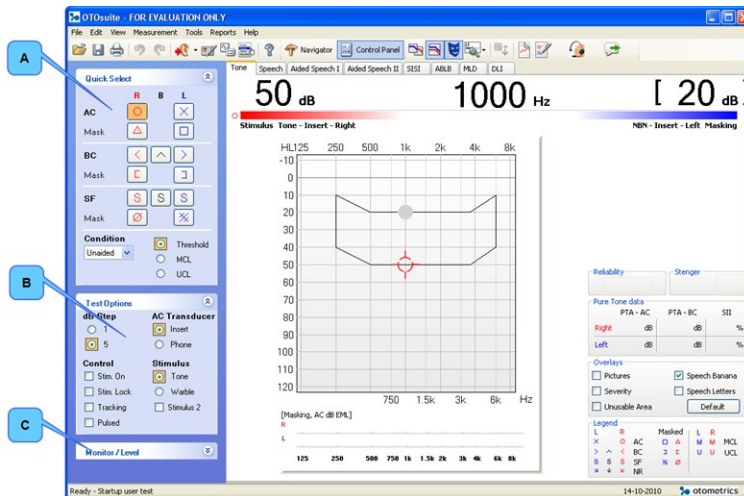 OTOsuite - FOR EVALUATION ONLY
File Edit View Measurement Tools Reports Help
Navigator Control Panel
Tone Speech Aided Speech I Aided Speech II SISI ABLB MLD DLI
50 dB 1000 Hz [ 20 dB
Stimulus Tone - Insert - Right NBN - Insert - Left Masking
A
Quick Select
R B L
AC
Mask
BC
Mask
SF
S S S
Mask
Condition
Unaided
Threshold
MCL
UCL
B
Test Options
dB Step AC Transducer
1 Insert
5 Phone
Control Stimulus
Stim. On Tone
Stim. Lock Warble
Tracking Stimulus 2
Pulsed
C
Monitor / Level
HL125 250 500 1k 2k 4k 8k
-10
0
10
20
30
40
50
60
70
80
90
100
110
120
750 1.5k 3k 6k Hz
[Masking, AC dB EML]
R
L
125 250 500 750 1k 1.5k 2k 3k 4k 6k 8k
Reliability Stenger
Pure Tone data
PTA - AC PTA - BC SII
Right dB dB %
Left dB dB %
Overlays
Pictures Speech Banana
Severity Speech Letters
Unusable Area Default
Legend
L R Masked L R
AC M M MCL
BC U U UCL
S S S SF
NR
Ready - Startup user test 14-10-2010 otometrics